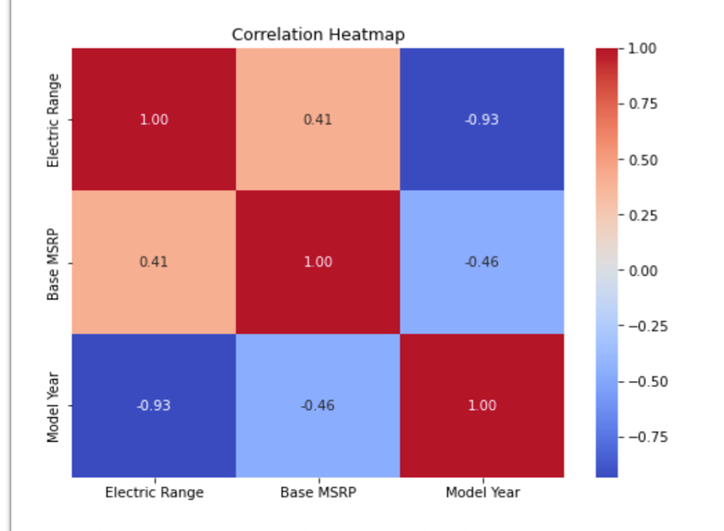 Correlation Heatmap
Electric Range
1.00
0.41
-0.93
Base MSRP
0.41
1.00
-0.46
Model Year
-0.93
-0.46
1.00
Electric Range
Base MSRP
Model Year
1.00
0.75
0.50
0.25
0.00
−0.25
−0.50
−0.75